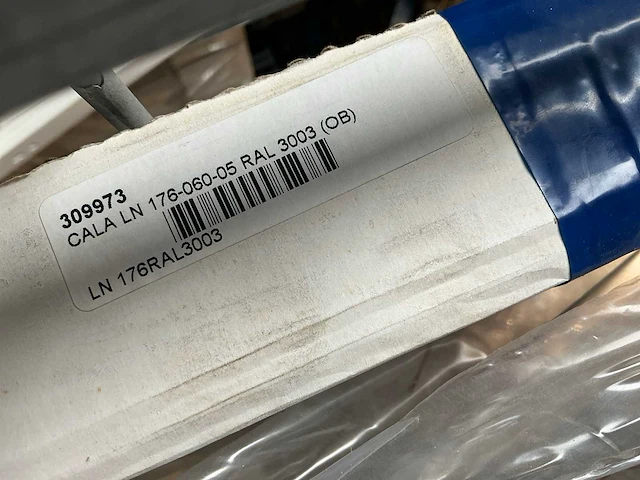 309973
CALA LN 176-060-05 RAL 3003 (OB)
LN 176RAL3003